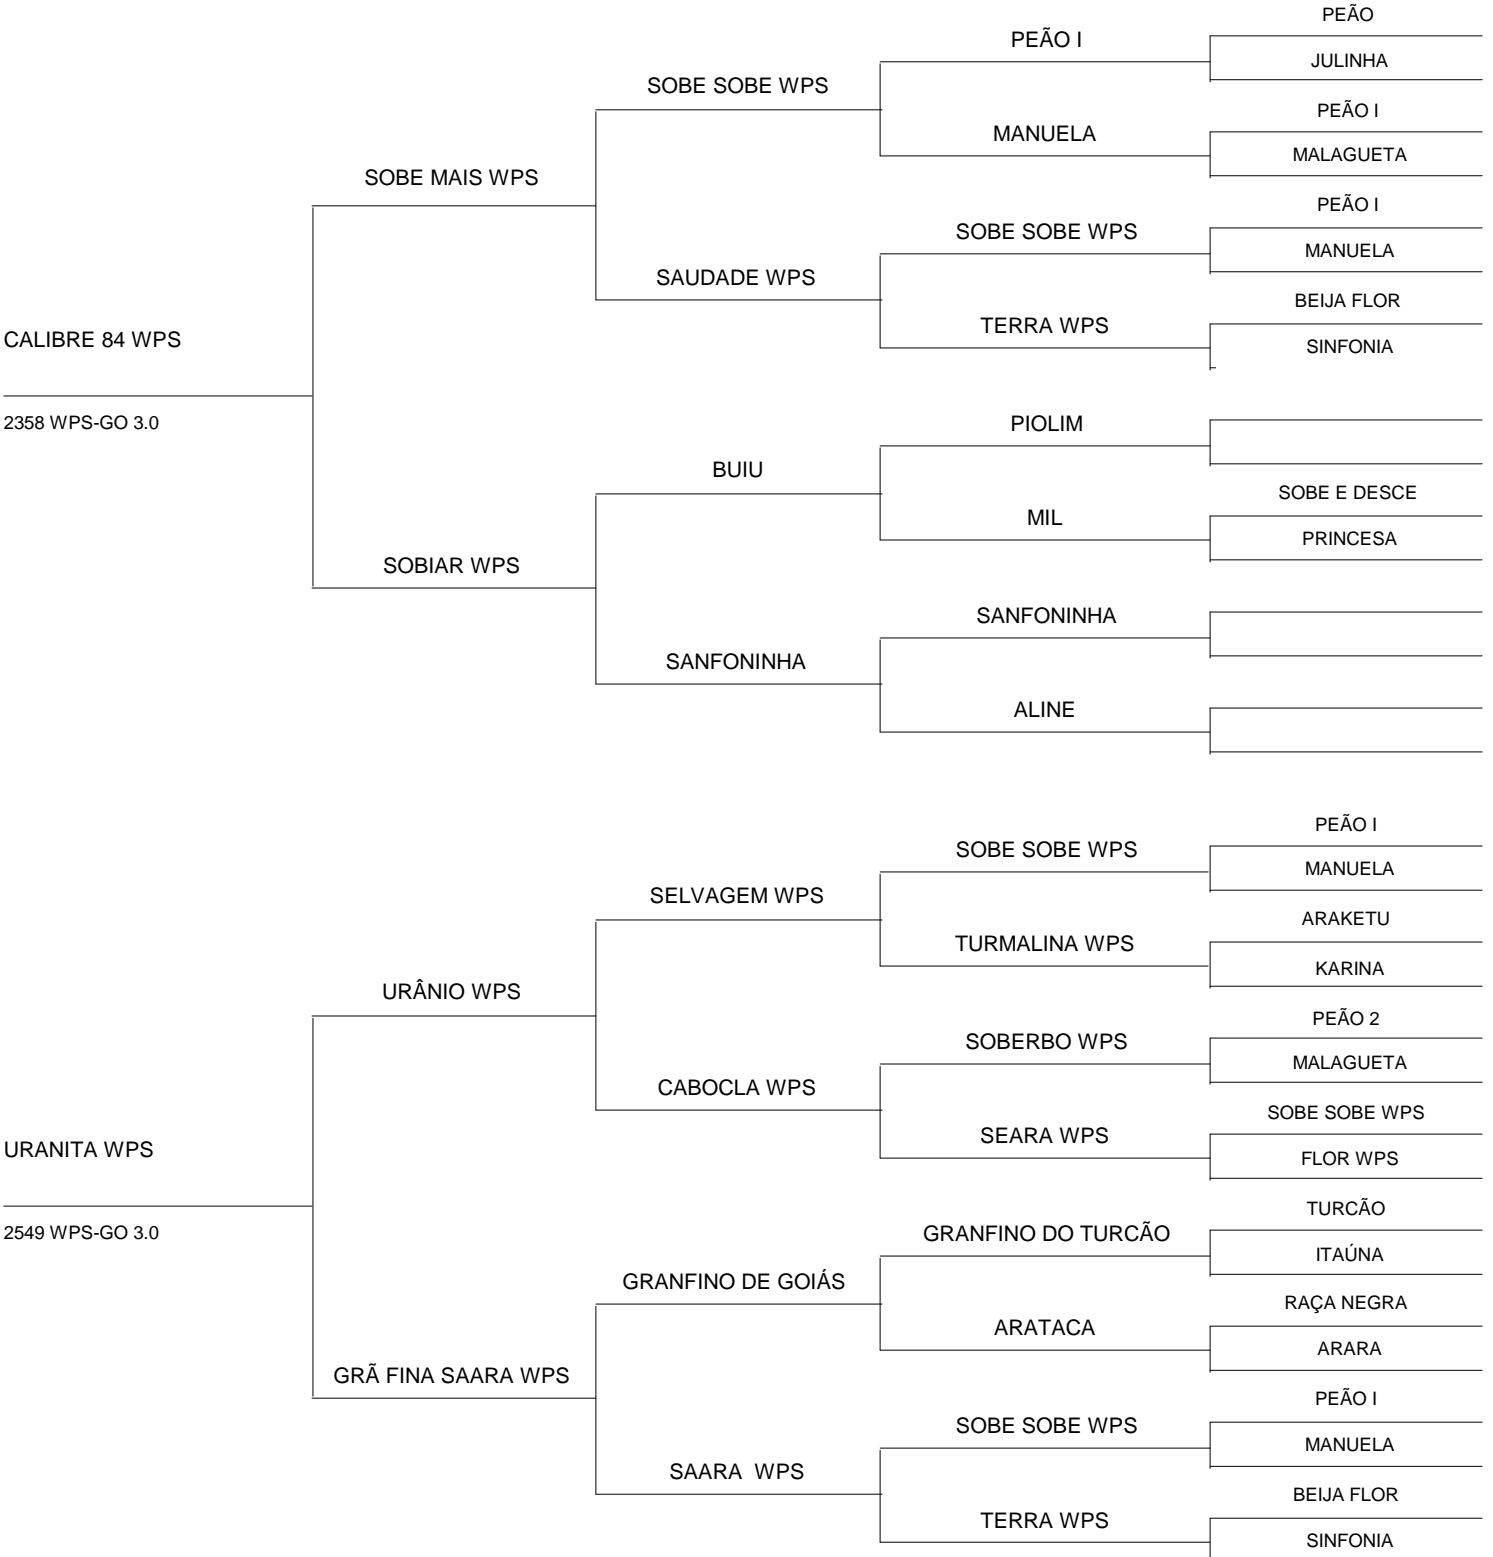 PEÃO
PEÃO I
JULINHA
SOBE SOBE WPS
PEÃO I
MANUELA
MALAGUETA
SOBE MAIS WPS
PEÃO I
SOBE SOBE WPS
MANUELA
SAUDADE WPS
BEIJA FLOR
TERRA WPS
SINFONIA
CALIBRE 84 WPS
2358 WPS-GO 3.0
PIOLIM
BUIU
SOBE E DESCE
MIL
PRINCESA
SOBIAR WPS
SANFONINHA
SANFONINHA
ALINE
PEÃO I
SOBE SOBE WPS
MANUELA
SELVAGEM WPS
ARAKETU
TURMALINA WPS
KARINA
URÂNIO WPS
PEÃO 2
SOBERBO WPS
MALAGUETA
CABOCLA WPS
SOBE SOBE WPS
SEARA WPS
FLOR WPS
URANITA WPS
2549 WPS-GO 3.0
TURCÃO
GRANFINO DO TURCÃO
ITAÚNA
GRANFINO DE GOIÁS
RAÇA NEGRA
ARATACA
ARARA
GRÃ FINA SAARA WPS
PEÃO I
SOBE SOBE WPS
MANUELA
SAARA WPS
BEIJA FLOR
TERRA WPS
SINFONIA